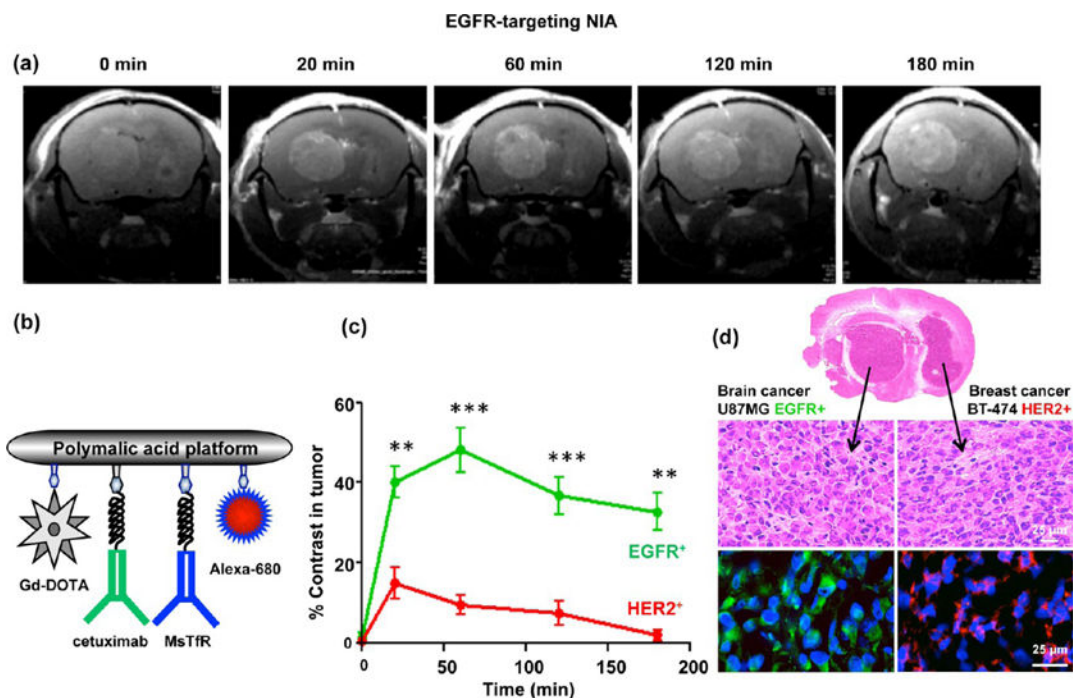 EGFR-targeting NIA
(a)
0 min
20 min
60 min
120 min
180 min
(b)
Polymalic acid platform
Gd-DOTA
cetuximab
MsTfR
Alexa-680
(c)
% Contrast in tumor
60
40
20
0
**
***
***
**
EGFR+
HER2+
0
50
100
150
200
Time (min)
(d)
Brain cancer
U87MG EGFR+
Breast cancer
BT-474 HER2+
25 µm
25 µm